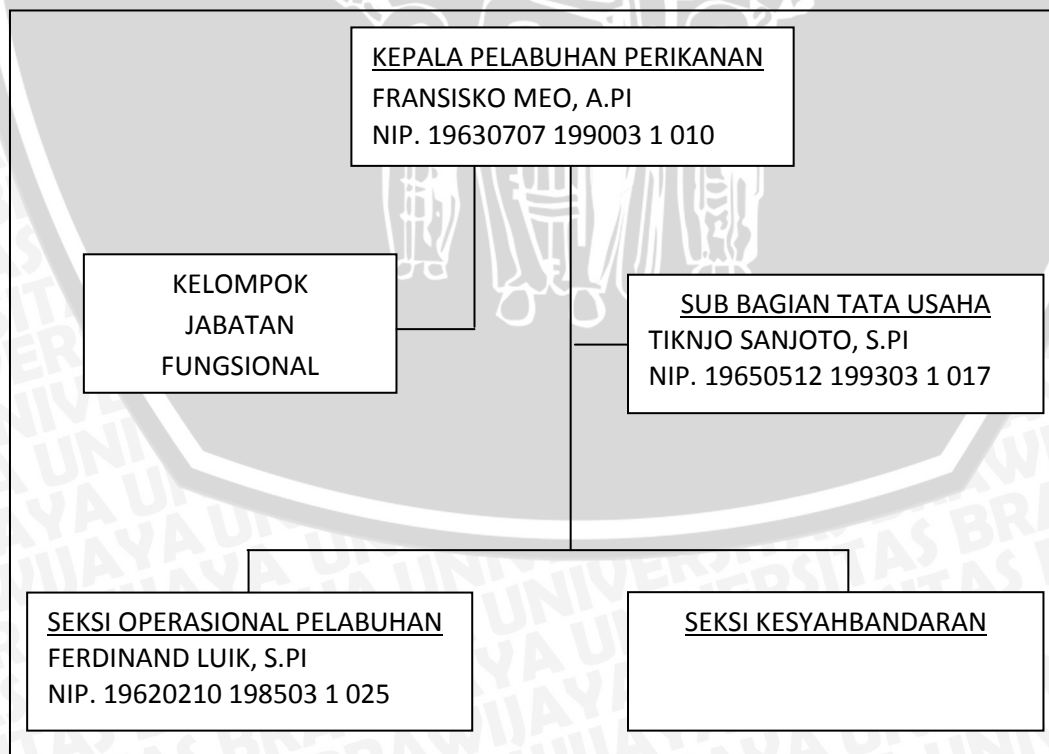 KEPALA PELABUHAN PERIKANAN
FRANSISKO MEO, A.PI
NIP. 19630707 199003 1 010
KELOMPOK
JABATAN
FUNGSIONAL
SUB BAGIAN TATA USAHA
TIKNJO SANJOTO, S.PI
NIP. 19650512 199303 1 017
SEKSI OPERASIONAL PELABUHAN
FERDINAND LUIK, S.PI
NIP. 19620210 198503 1 025
SEKSI KESYAHBANDARAN